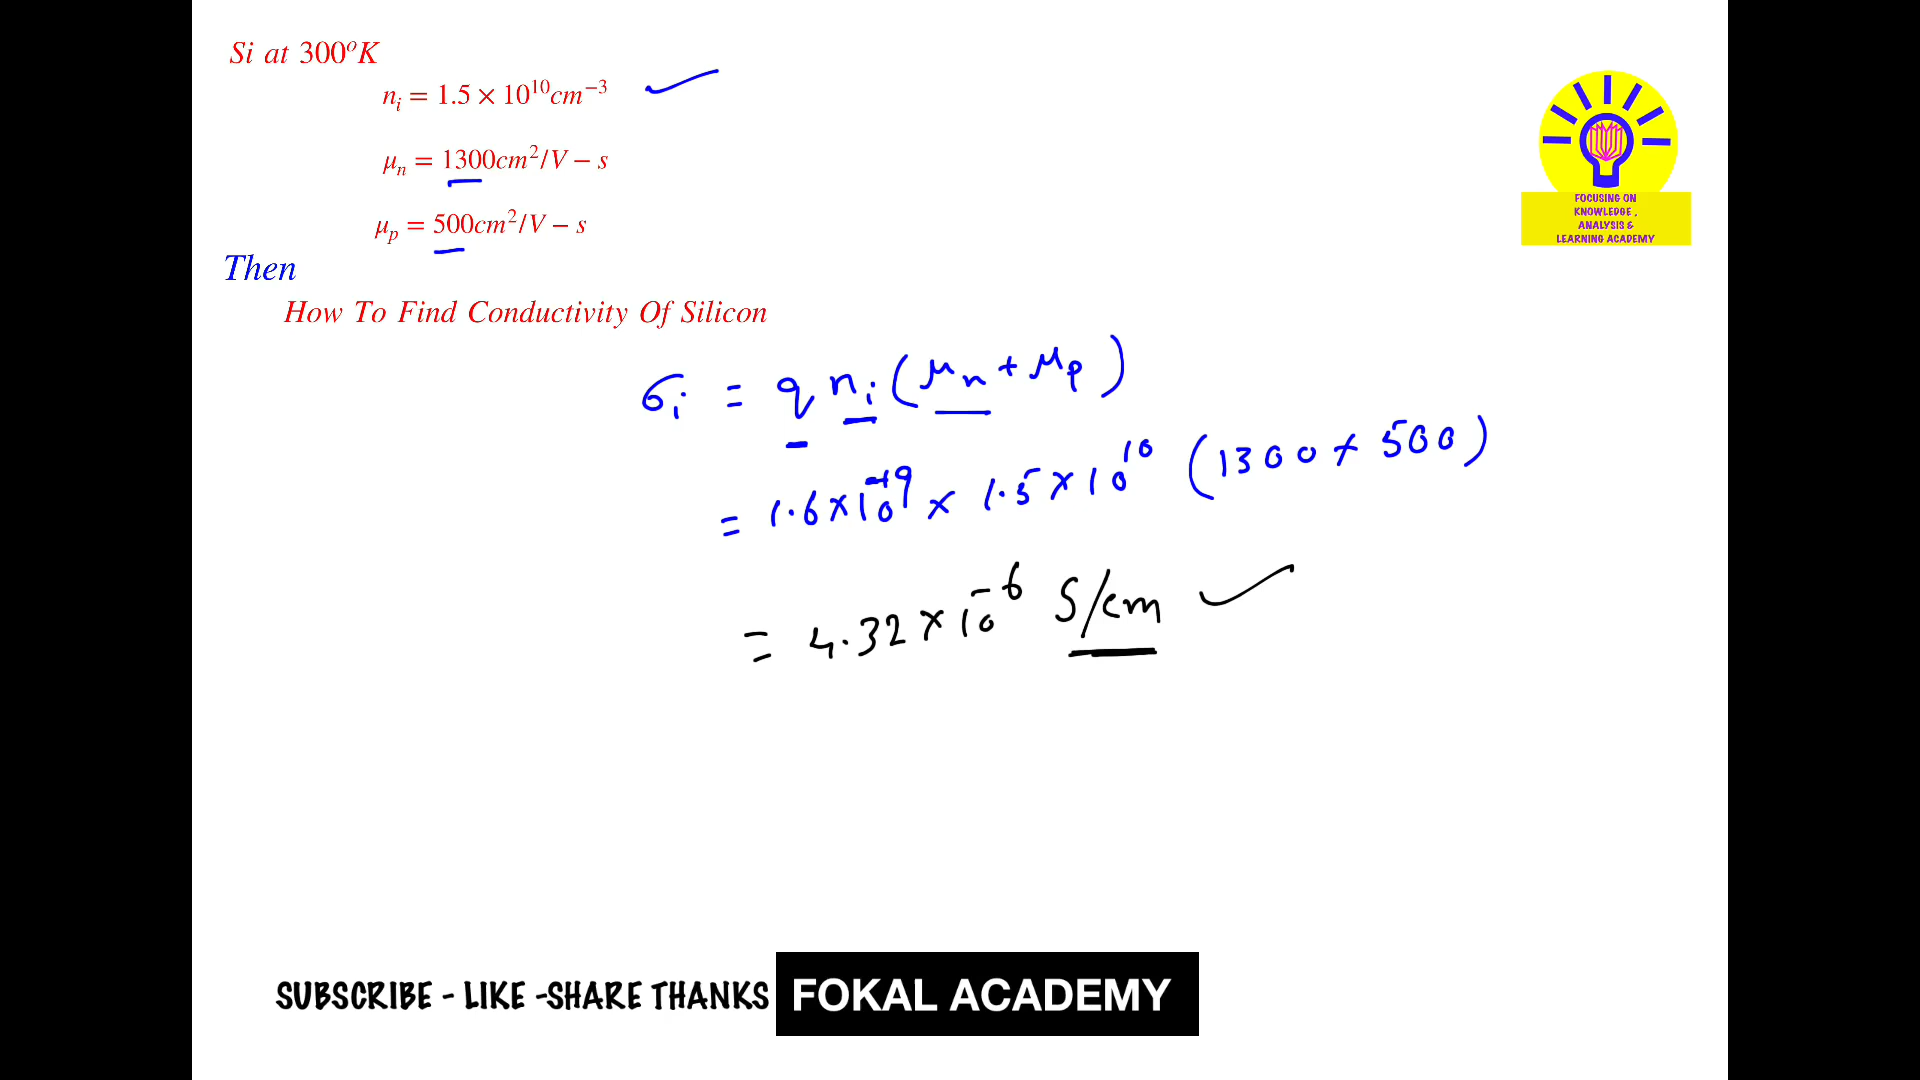 Si at 300°K
nᵢ = 1.5 × 10¹⁰cm⁻³
μₙ = 1300cm²/V − s
μₚ = 500cm²/V − s
Then
How To Find Conductivity Of Silicon
σᵢ = q nᵢ (μₙ + μₚ)
= 1.6×10⁻¹⁹ × 1.5×10¹⁰ (1300 + 500)
= 4.32×10⁻⁶ S/cm
FOCUSING ON
KNOWLEDGE ,
ANALYSIS &
LEARNING ACADEMY
SUBSCRIBE - LIKE -SHARE THANKS FOKAL ACADEMY